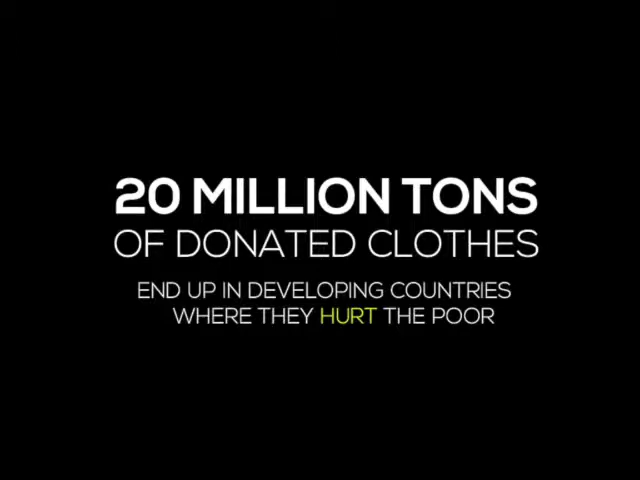 20 MILLION TONS
OF DONATED CLOTHES
END UP IN DEVELOPING COUNTRIES
WHERE THEY HURT THE POOR